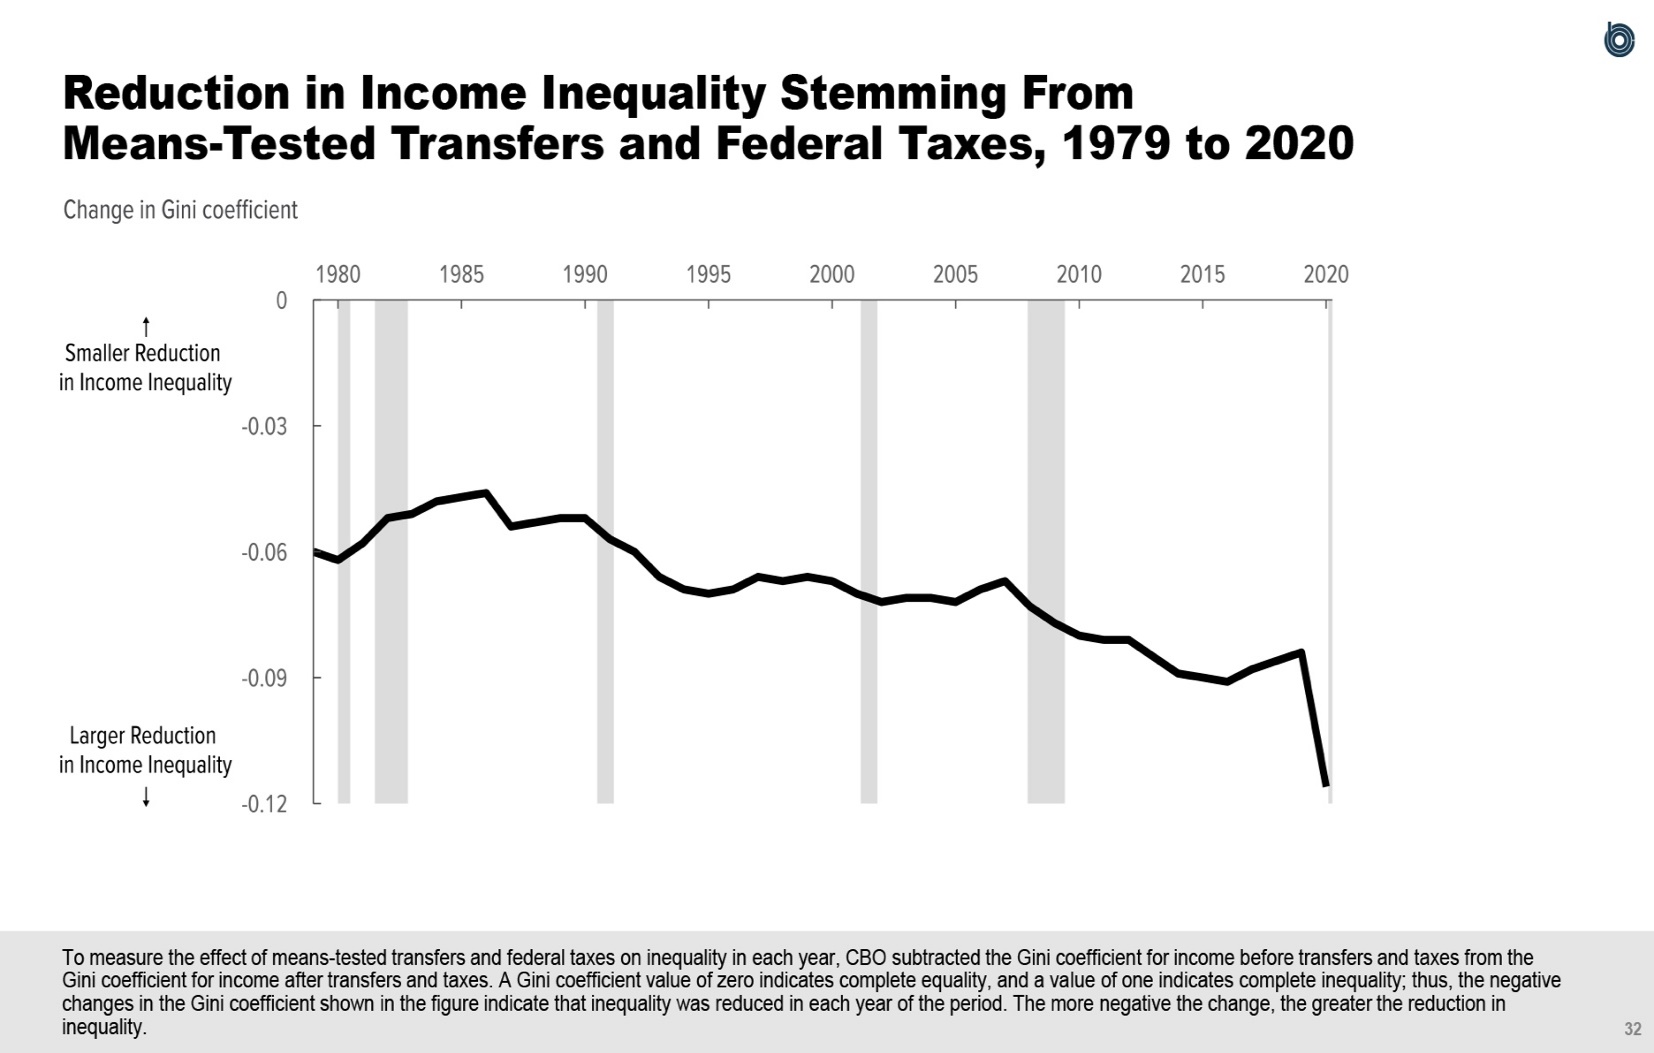 Reduction in Income Inequality Stemming From
Means-Tested Transfers and Federal Taxes, 1979 to 2020
Change in Gini coefficient
1980 1985 1990 1995 2000 2005 2010 2015 2020
0
Smaller Reduction
in Income Inequality
-0.03
-0.06
-0.09
Larger Reduction
in Income Inequality
-0.12
To measure the effect of means-tested transfers and federal taxes on inequality in each year, CBO subtracted the Gini coefficient for income before transfers and taxes from the
Gini coefficient for income after transfers and taxes. A Gini coefficient value of zero indicates complete equality, and a value of one indicates complete inequality; thus, the negative
changes in the Gini coefficient shown in the figure indicate that inequality was reduced in each year of the period. The more negative the change, the greater the reduction in
inequality.
32